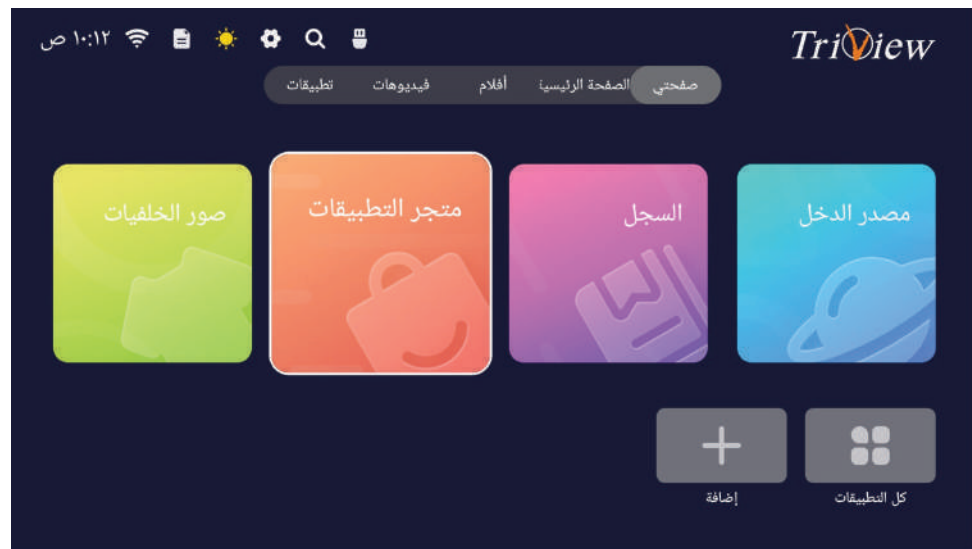 TriView
١٠:١٢ ص
صفحتي
الصفحة الرئيسية
أفلام
فيديوهات
تطبيقات
مصدر الدخل
السجل
متجر التطبيقات
صور الخلفيات
كل التطبيقات
إضافة